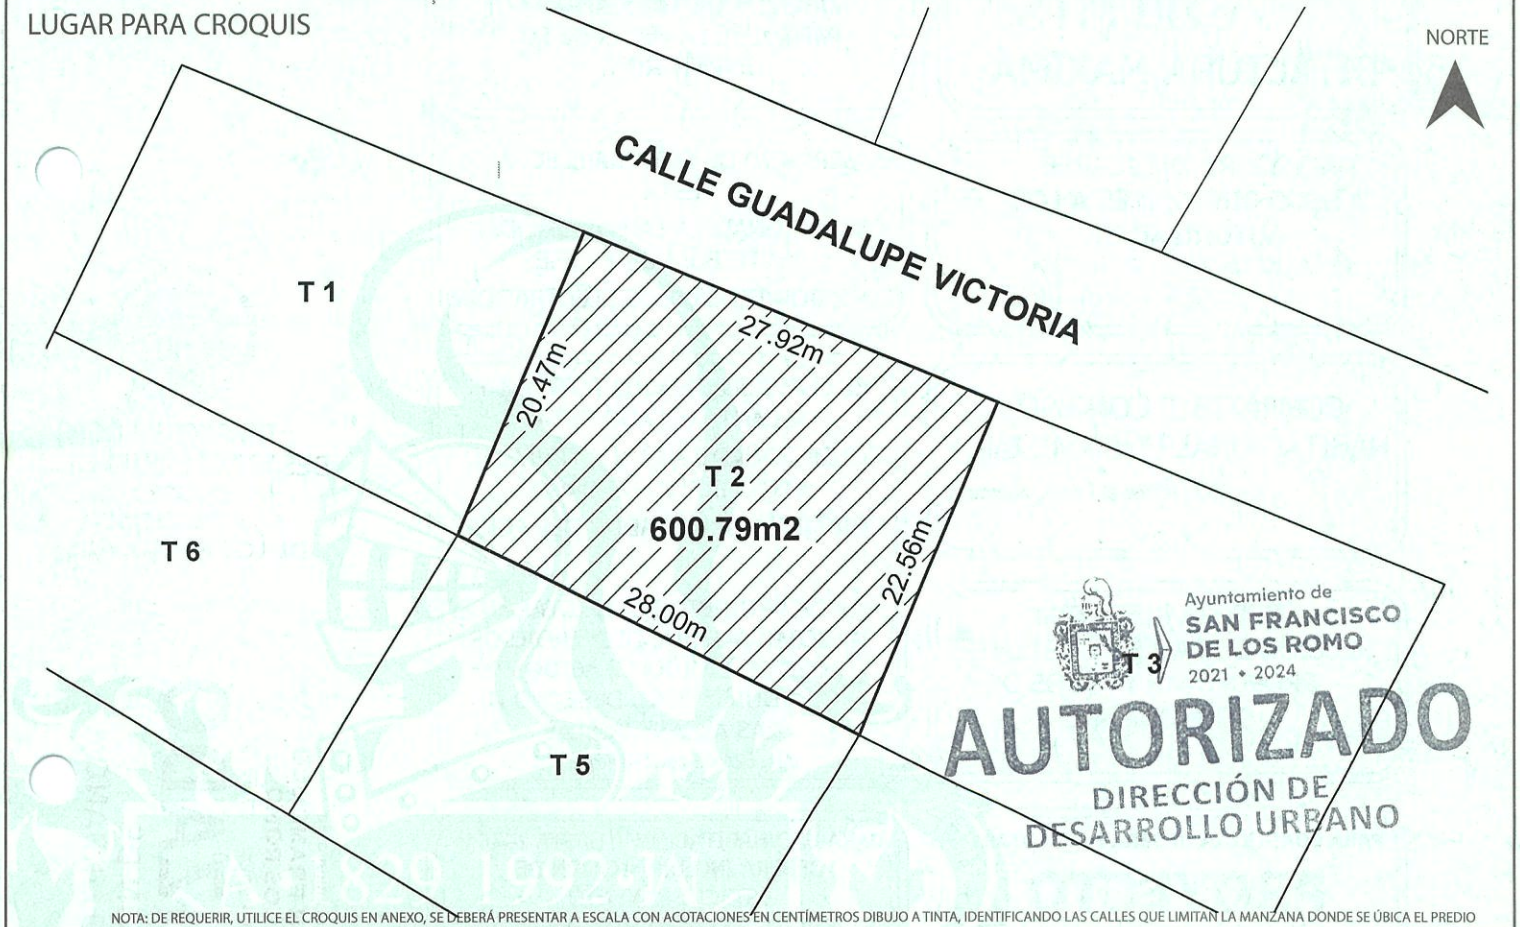 LUGAR PARA CROQUIS
NORTE
CALLE GUADALUPE VICTORIA
T 1
27.92m
20.47m
T 2
600.79m2
22.56m
28.00m
T 6
T 5
T 3
Ayuntamiento de
SAN FRANCISCO
DE LOS ROMO
2021 • 2024
AUTORIZADO
DIRECCIÓN DE
DESARROLLO URBANO
NOTA: DE REQUERIR, UTILICE EL CROQUIS EN ANEXO, SE DEBERÁ PRESENTAR A ESCALA CON ACOTACIONES EN CENTÍMETROS DIBUJO A TINTA, IDENTIFICANDO LAS CALLES QUE LIMITAN LA MANZANA DONDE SE ÚBICA EL PREDIO